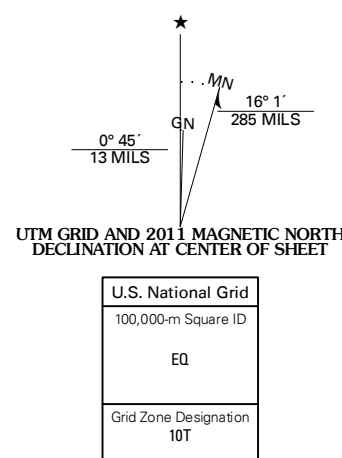 ★
MN
GN
16° 1´
285 MILS
0° 45´
13 MILS
UTM GRID AND 2011 MAGNETIC NORTH
DECLINATION AT CENTER OF SHEET
U.S. National Grid
100,000-m Square ID
EQ
Grid Zone Designation
10T